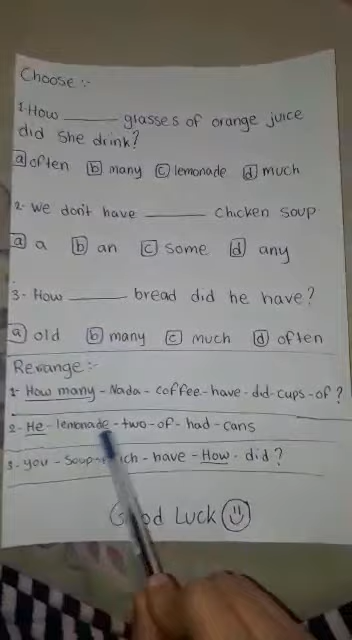 Choose :-
1- How ______ glasses of orange juice
did she drink?
a often b many c lemonade d much
2- we don't have ______ chicken soup
a a b an c some d any
3- How ______ bread did he have?
a old b many c much d often
Rerange :-
1- How many - Nada - coffee - have - did - cups - of ?
2- He - lemonade - two - of - had - cans
3- you - soup - - have - How - did ?
Good Luck